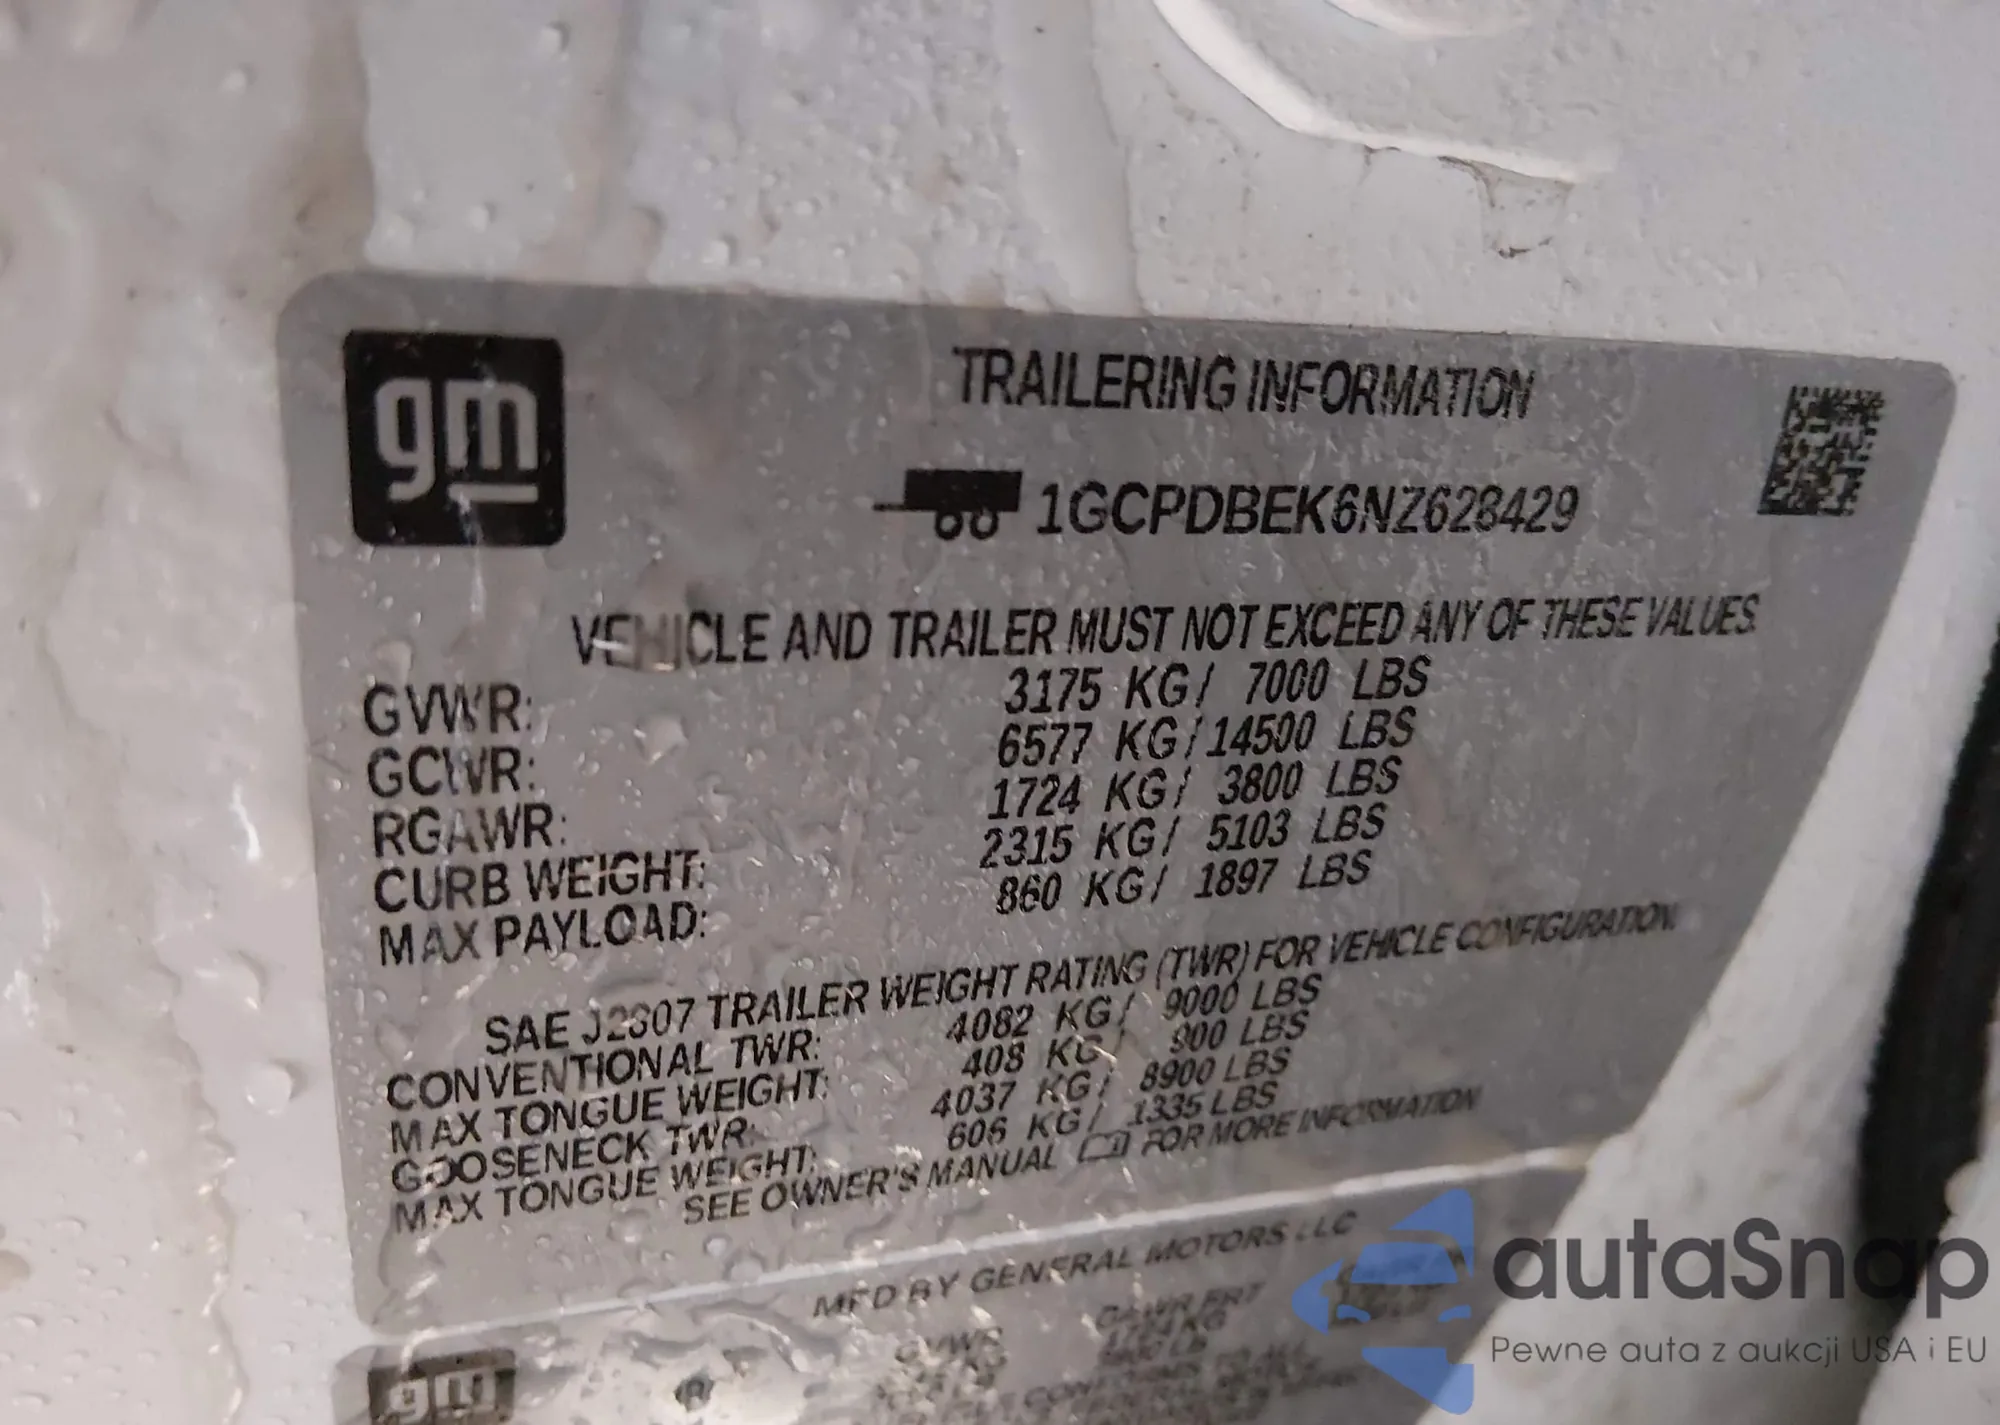 gm
TRAILERING INFORMATION
1GCPDBEK6NZ628429
VEHICLE AND TRAILER MUST NOT EXCEED ANY OF THESE VALUES.
GVWR: 3175 KG/ 7000 LBS
GCWR: 6577 KG/14500 LBS
RGAWR: 1724 KG/ 3800 LBS
CURB WEIGHT: 2315 KG/ 5103 LBS
MAX PAYLOAD: 860 KG/ 1897 LBS
SAE J2807 TRAILER WEIGHT RATING (TWR) FOR VEHICLE CONFIGURATION.
CONVENTIONAL TWR: 4082 KG/ 9000 LBS
MAX TONGUE WEIGHT: 408 KG/ 900 LBS
GOOSENECK TWR: 4037 KG/ 8900 LBS
MAX TONGUE WEIGHT: 606 KG/ 1335 LBS
SEE OWNER'S MANUAL FOR MORE INFORMATION
MFD BY GENERAL MOTORS LLC
GVWR GAWR FRT
gm
autaSnap
Pewne auta z aukcji USA i EU